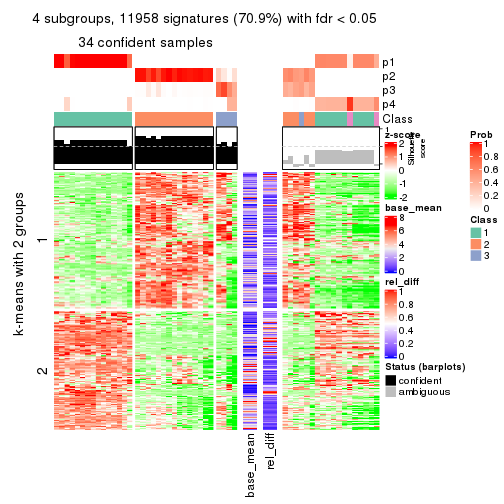 4 subgroups, 11958 signatures (70.9%) with fdr < 0.05
34 confident samples
p1
p2
p3
p4
Class
1
Silhouette
score
k-means with 2 groups
1
2
base_mean
rel_diff
z-score
2
1
0
-1
-2
base_mean
8
6
4
2
0
rel_diff
1
0.8
0.6
0.4
0.2
0
Status (barplots)
confident
ambiguous
Prob
1
0.8
0.6
0.4
0.2
0
Class
1
2
3